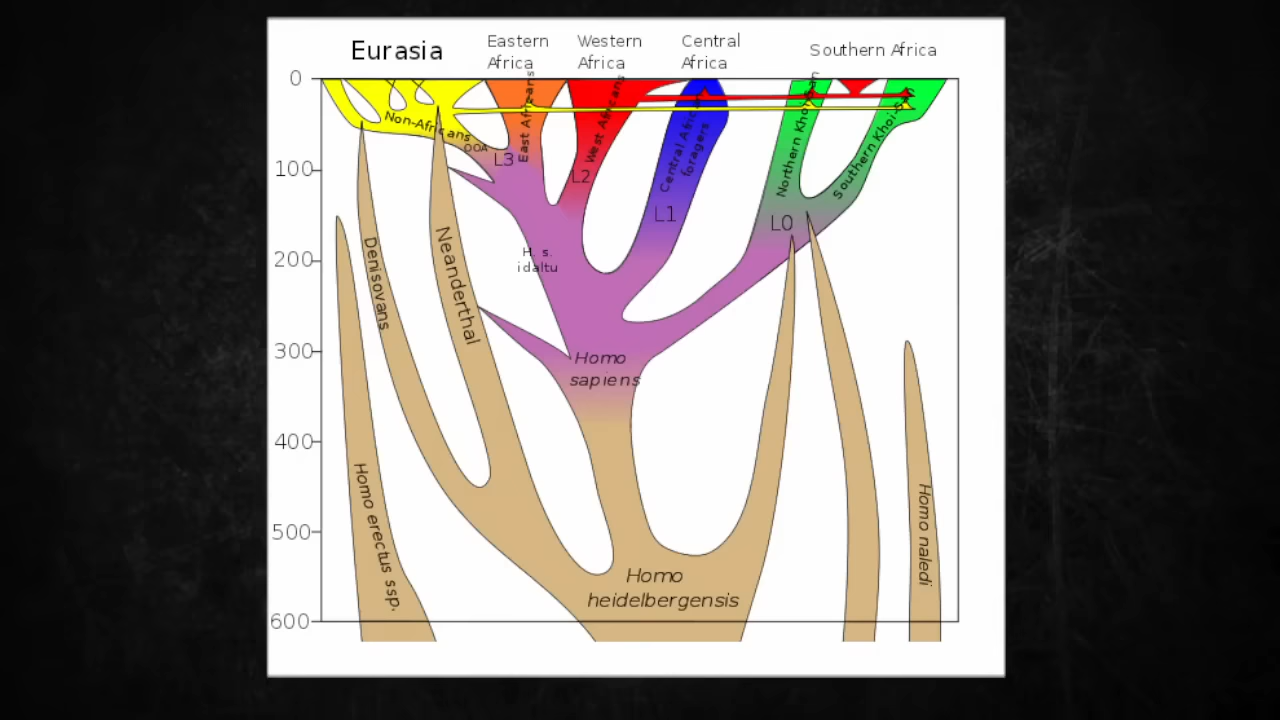 Eurasia
Eastern
Africa
Western
Africa
Central
Africa
Southern Africa
0
100
200
300
400
500
600
Non-Africans
OOA
L3
East Africans
West Africans
L2
Central African
foragers
L1
Northern Khoi-San
Southern Khoi-San
L0
H. s.
idaltu
Denisovans
Neanderthal
Homo
sapiens
Homo erectus ssp.
Homo
heidelbergensis
Homo naledi